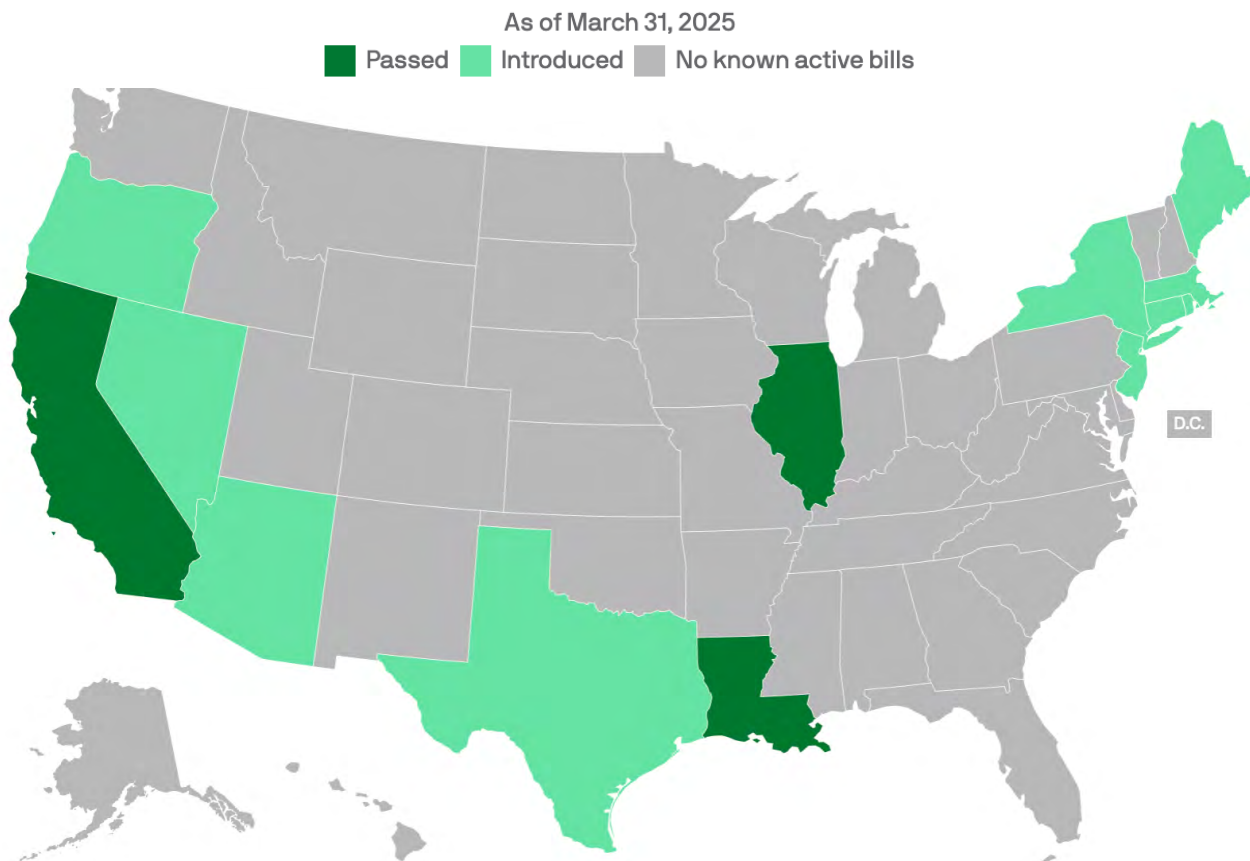 As of March 31, 2025
Passed Introduced No known active bills
D.C.